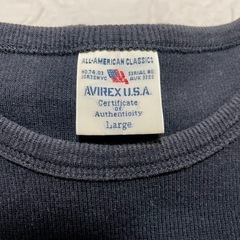 ALL-AMERICAN CLASSICS
AVIREX U.S.A.
Certificate
of
Authenticity
Large